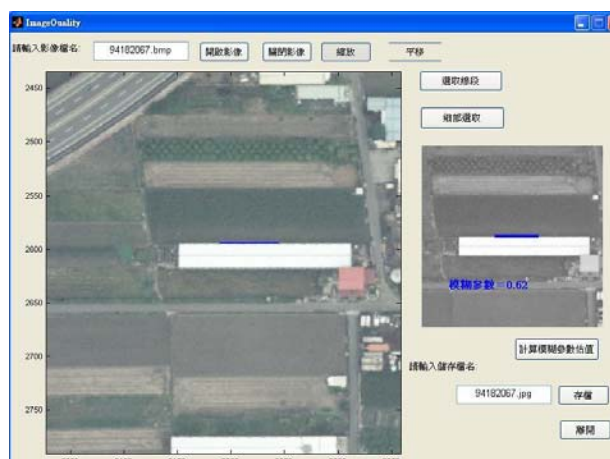 ImageQuality
請輸入影像檔名: 94182067.bmp 開啟影像 關閉影像 縮放 平移
選取線段
細部選取
2450
2500
2550
2600
2650
2700
2750
模糊參數=0.62
計算模糊參數估值
請輸入儲存檔名:
94182067.jpg 存檔
離開